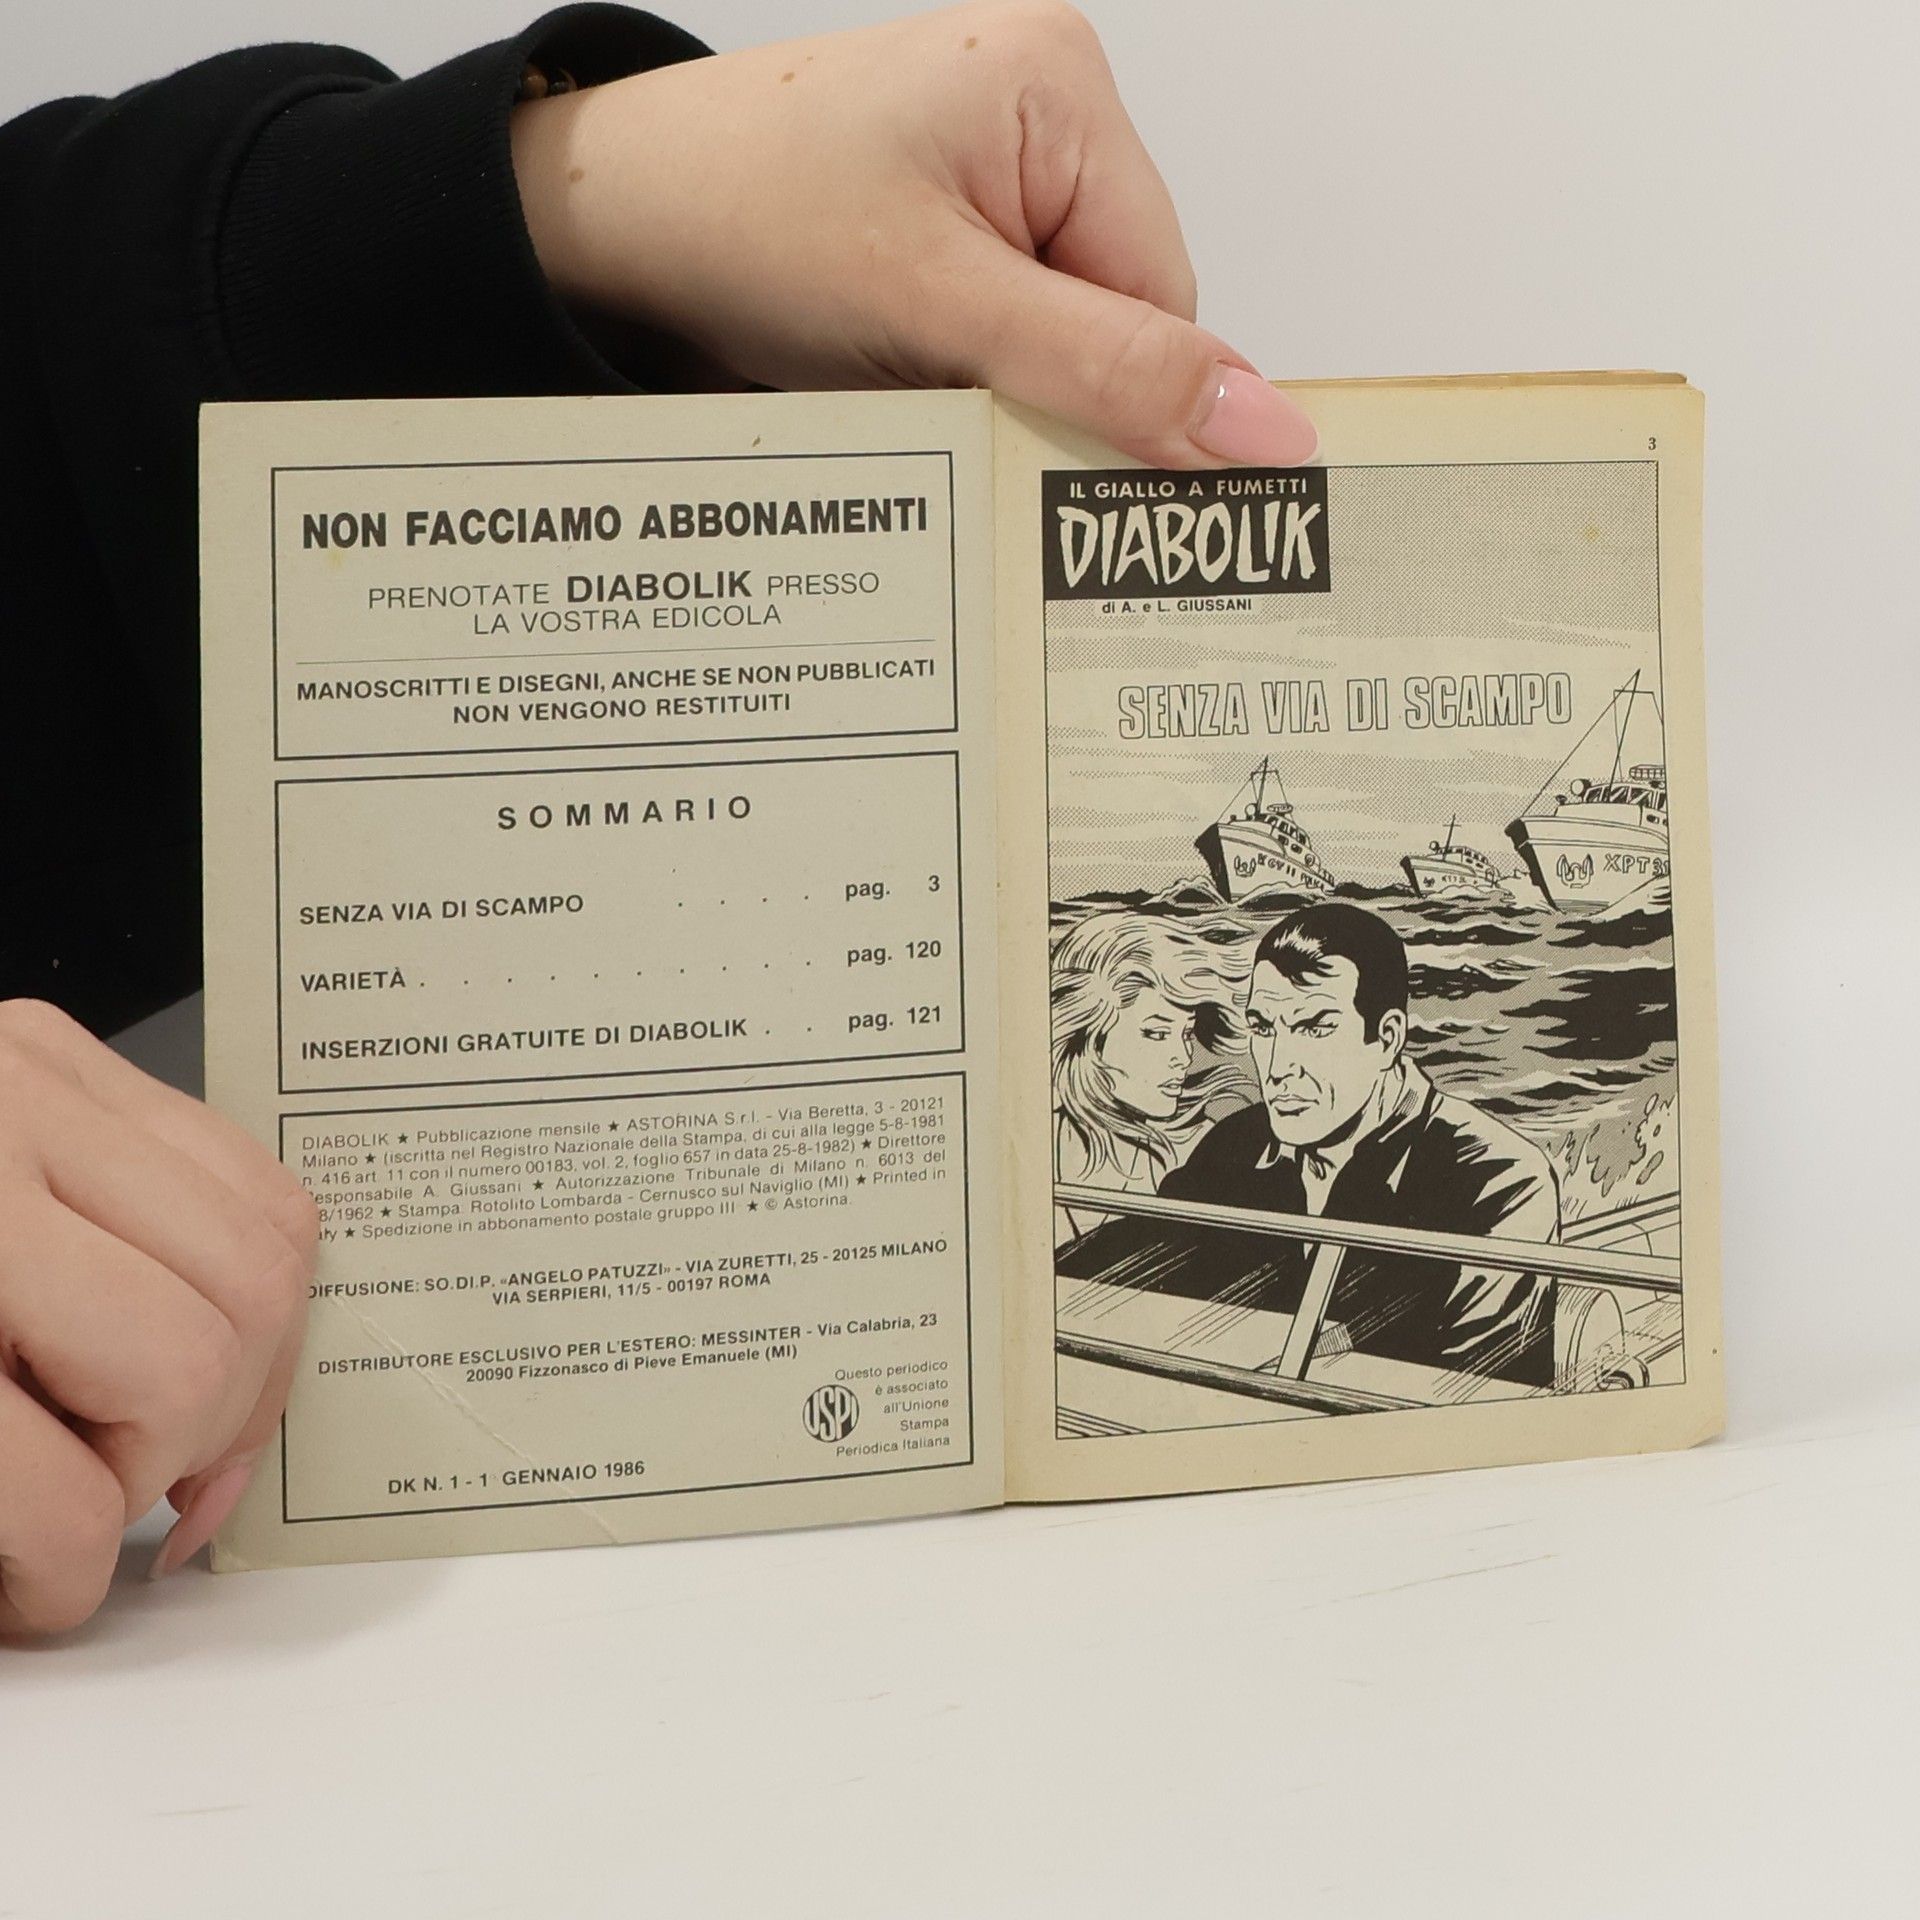 NON FACCIAMO ABBONAMENTI
PRENOTATE DIABOLIK PRESSO
LA VOSTRA EDICOLA
MANOSCRITTI E DISEGNI, ANCHE SE NON PUBBLICATI
NON VENGONO RESTITUITI
SOMMARIO
SENZA VIA DI SCAMPO . . . . pag. 3
VARIETÀ . . . . . . . . . . pag. 120
INSERZIONI GRATUITE DI DIABOLIK . . pag. 121
DIABOLIK ★ Pubblicazione mensile ★ ASTORINA S.r.l. - Via Beretta, 3 - 20121
Milano ★ (iscritta nel Registro Nazionale della Stampa, di cui alla legge 5-8-1981
n. 416 art. 11 con il numero 00183, vol. 2, foglio 657 in data 25-8-1982) ★ Direttore
esponsabile A. Giussani ★ Autorizzazione Tribunale di Milano n. 6013 del
8/1962 ★ Stampa: Rotolito Lombarda - Cernusco sul Naviglio (MI) ★ Printed in
aly ★ Spedizione in abbonamento postale gruppo III ★ © Astorina.
DIFFUSIONE: SO.DI.P. «ANGELO PATUZZI» - VIA ZURETTI, 25 - 20125 MILANO
VIA SERPIERI, 11/5 - 00197 ROMA
DISTRIBUTORE ESCLUSIVO PER L'ESTERO: MESSINTER - Via Calabria, 23
20090 Fizzonasco di Pieve Emanuele (MI)
USPI
Questo periodico
è associato
all'Unione
Stampa
Periodica Italiana
DK N. 1 - 1 GENNAIO 1986
3
IL GIALLO A FUMETTI
DIABOLIK
di A. e L. GIUSSANI
SENZA VIA DI SCAMPO
XPT3